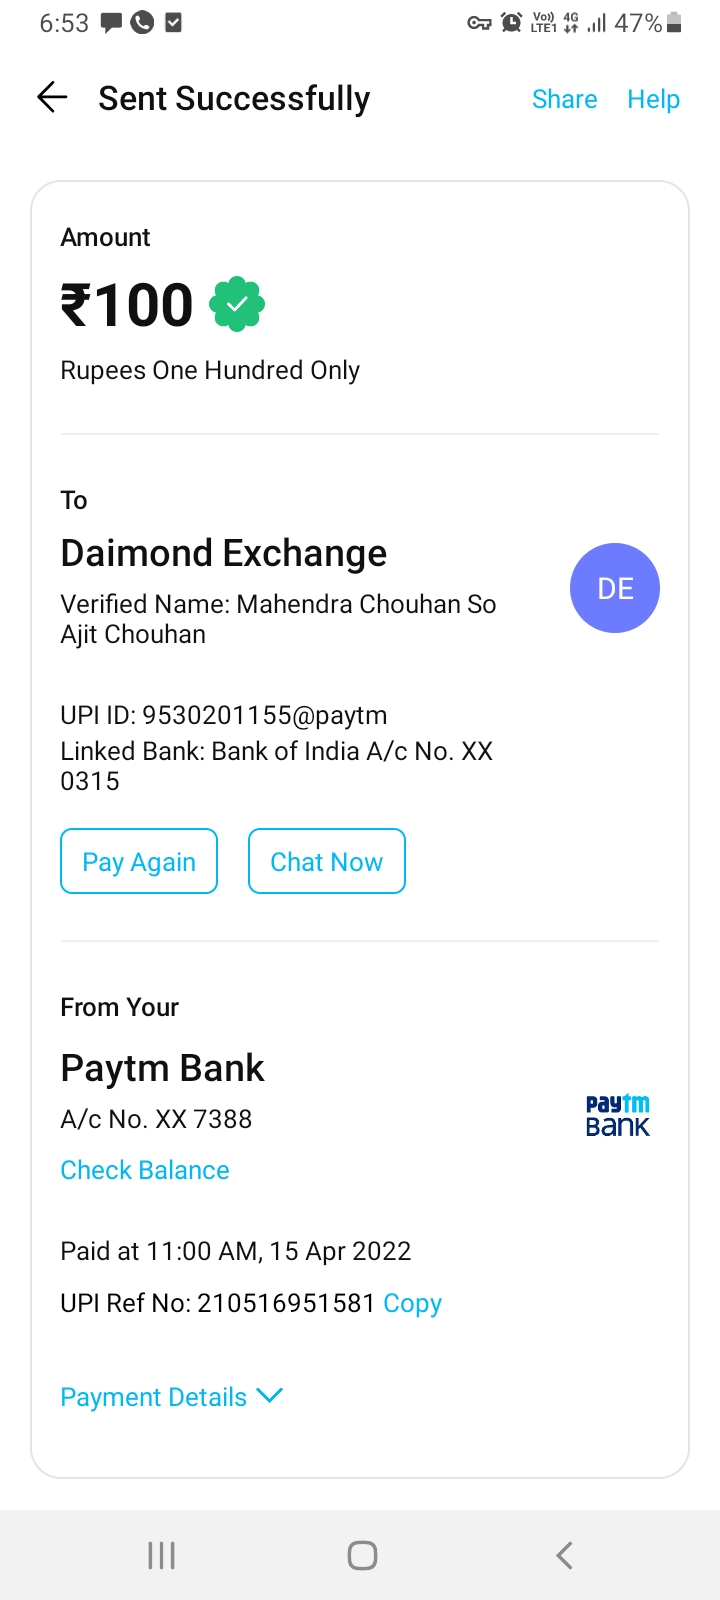 6:53
Vo))
LTE1
4G
47%
Sent Successfully
Share
Help
Amount
₹100
Rupees One Hundred Only
To
Daimond Exchange
DE
Verified Name: Mahendra Chouhan So
Ajit Chouhan
UPI ID: 9530201155@paytm
Linked Bank: Bank of India A/c No. XX
0315
Pay Again
Chat Now
From Your
Paytm Bank
paytm
BANK
A/c No. XX 7388
Check Balance
Paid at 11:00 AM, 15 Apr 2022
UPI Ref No: 210516951581 Copy
Payment Details